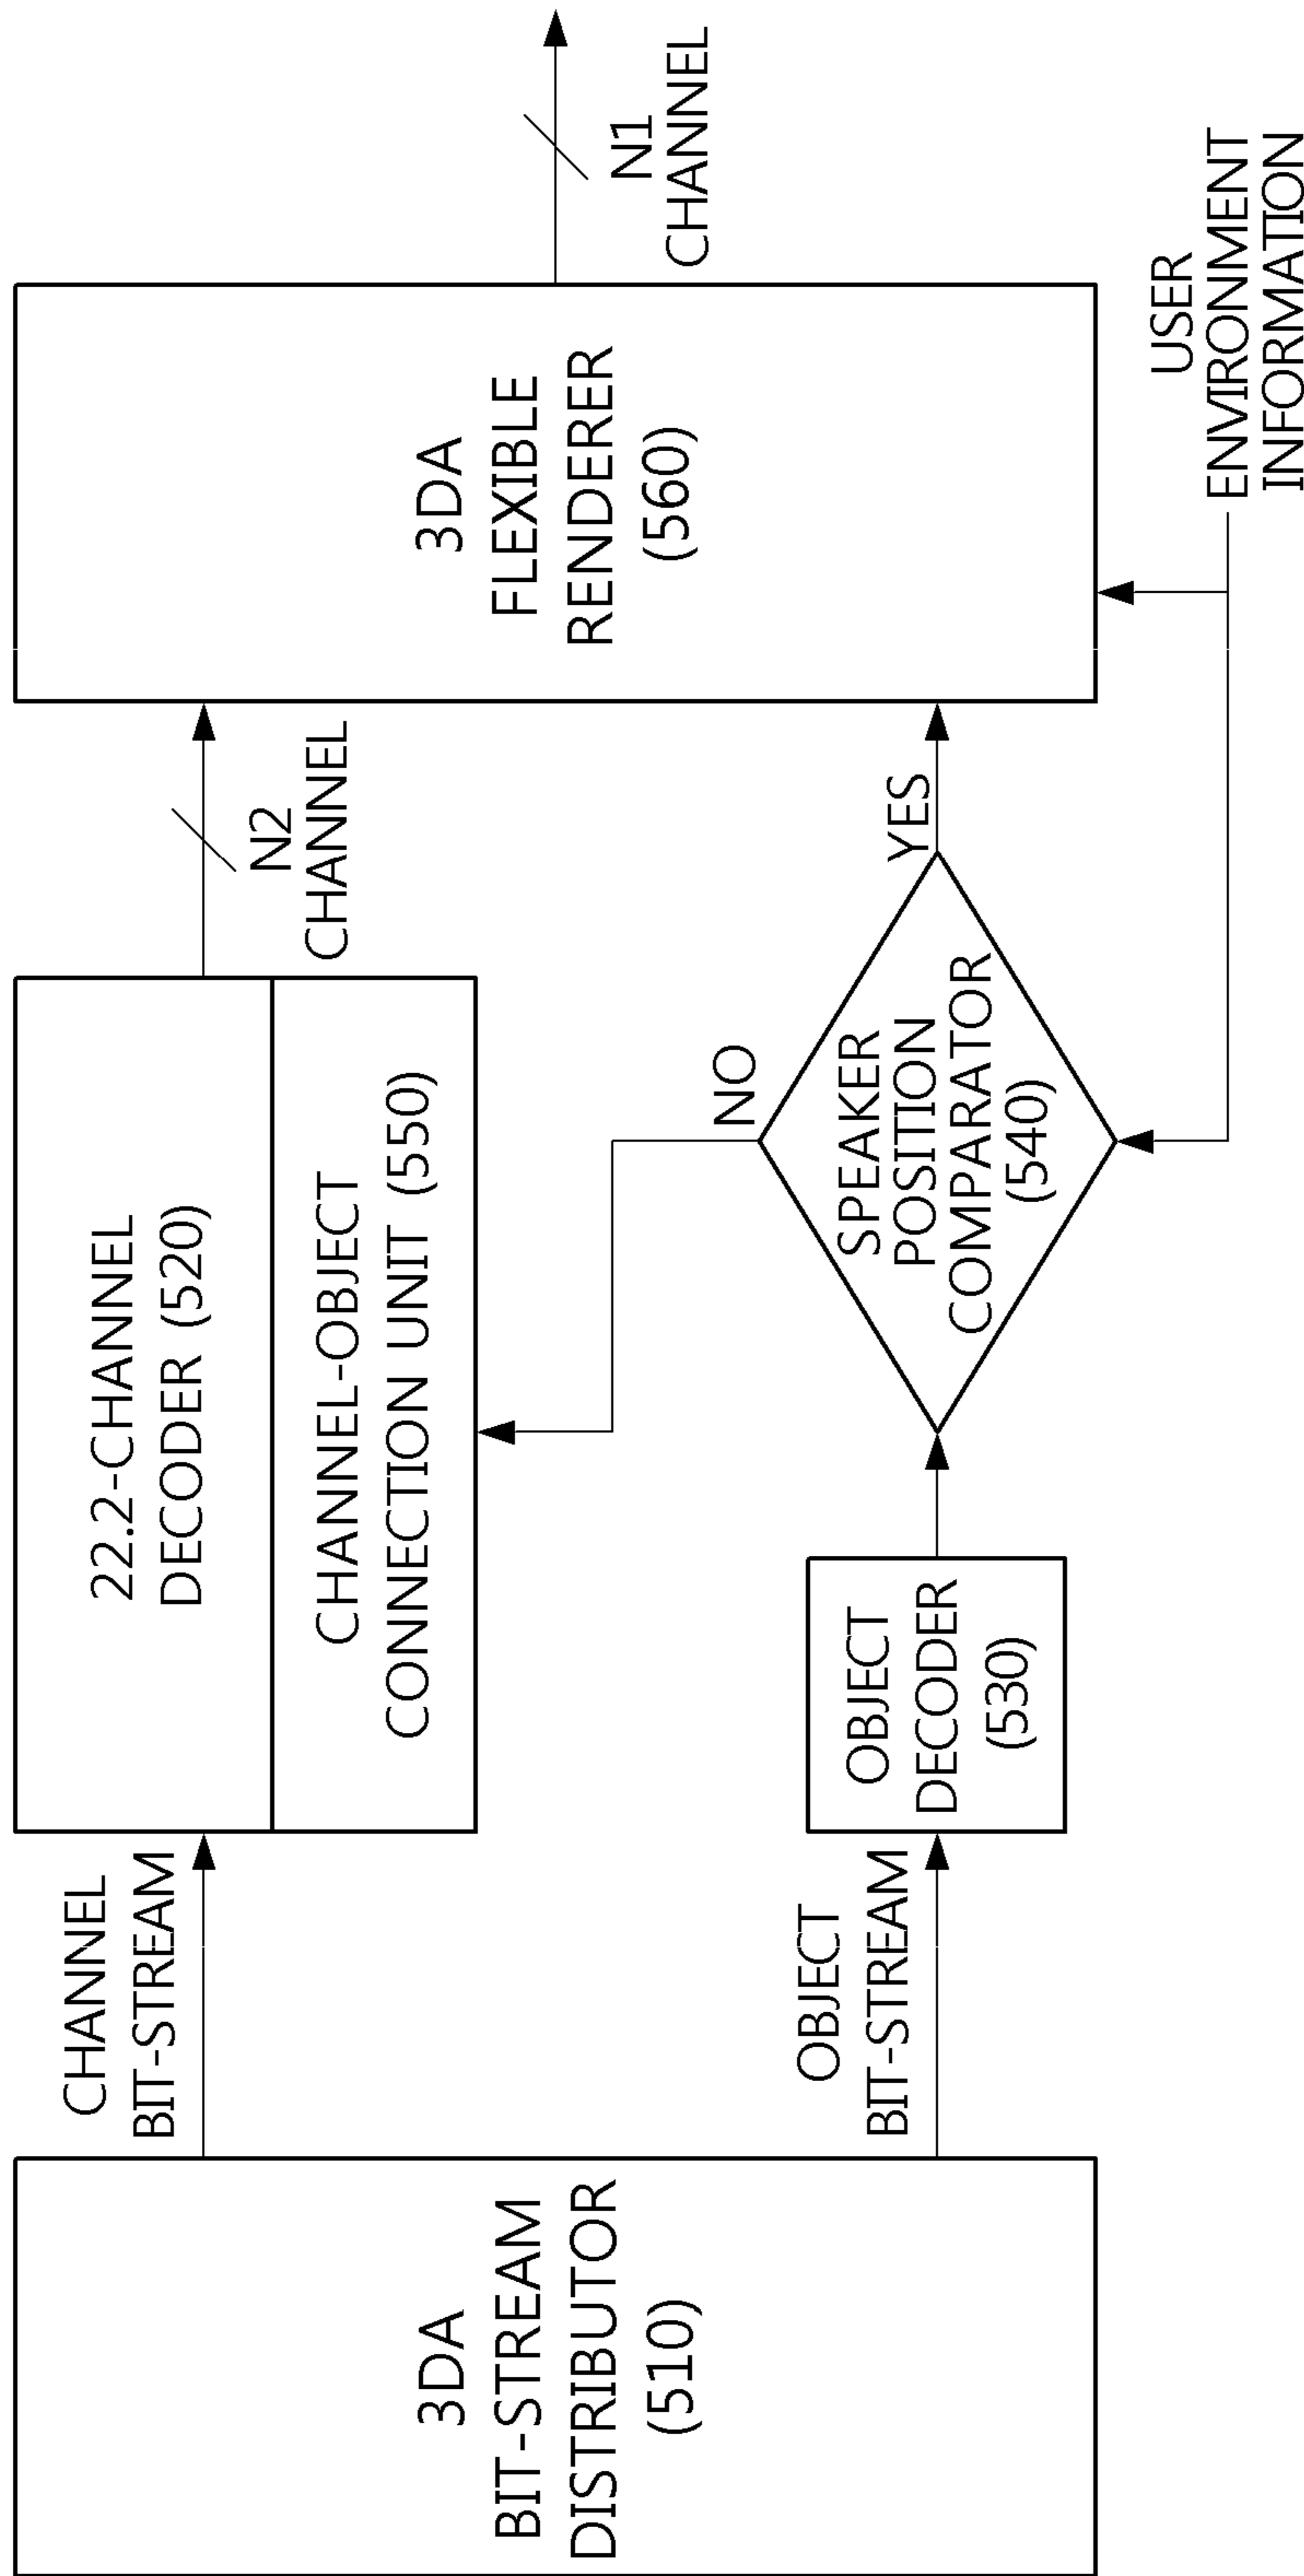 3DA
BIT-STREAM
DISTRIBUTOR
(510)
CHANNEL
BIT-STREAM
OBJECT
BIT-STREAM
22.2-CHANNEL
DECODER (520)
CHANNEL-OBJECT
CONNECTION UNIT (550)
OBJECT
DECODER
(530)
NO
SPEAKER
POSITION
COMPARATOR
(540)
YES
N2
CHANNEL
3DA
FLEXIBLE
RENDERER
(560)
N1
CHANNEL
USER
ENVIRONMENT
INFORMATION